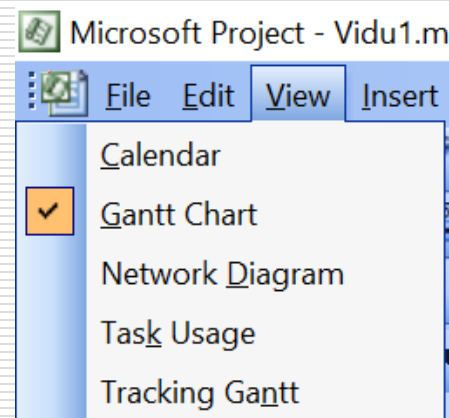 Microsoft Project - Vidu1.m
File Edit View Insert
Calendar
Gantt Chart
Network Diagram
Task Usage
Tracking Gantt